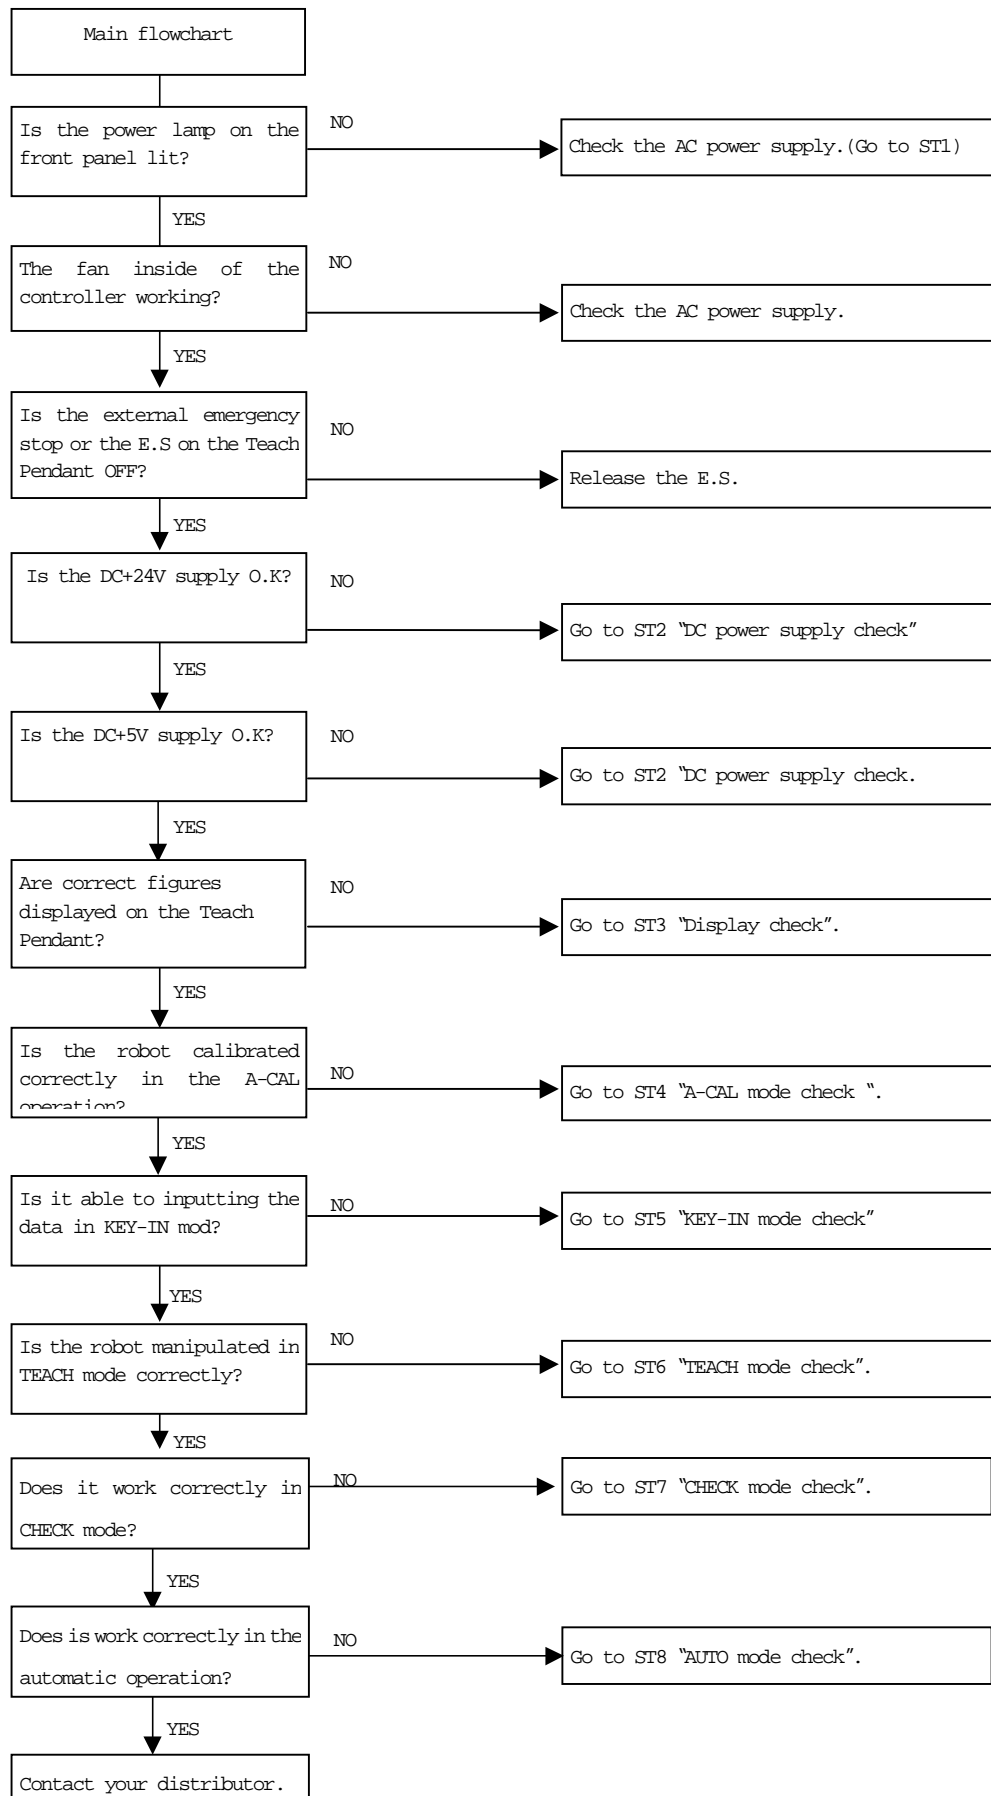 Main flowchart
Is the power lamp on the
front panel lit?
NO
Check the AC power supply.(Go to ST1)
YES
The fan inside of the
controller working?
NO
Check the AC power supply.
YES
Is the external emergency
stop or the E.S on the Teach
Pendant OFF?
NO
Release the E.S.
YES
Is the DC+24V supply O.K?
NO
Go to ST2 “DC power supply check”
YES
Is the DC+5V supply O.K?
NO
Go to ST2 “DC power supply check.
YES
Are correct figures
displayed on the Teach
Pendant?
NO
Go to ST3 “Display check”.
YES
Is the robot calibrated
correctly in the A-CAL
operation?
NO
Go to ST4 “A-CAL mode check “.
YES
Is it able to inputting the
data in KEY-IN mod?
NO
Go to ST5 “KEY-IN mode check”
YES
Is the robot manipulated in
TEACH mode correctly?
NO
Go to ST6 “TEACH mode check”.
YES
Does it work correctly in
CHECK mode?
NO
Go to ST7 “CHECK mode check”.
YES
Does is work correctly in the
automatic operation?
NO
Go to ST8 “AUTO mode check”.
YES
Contact your distributor.